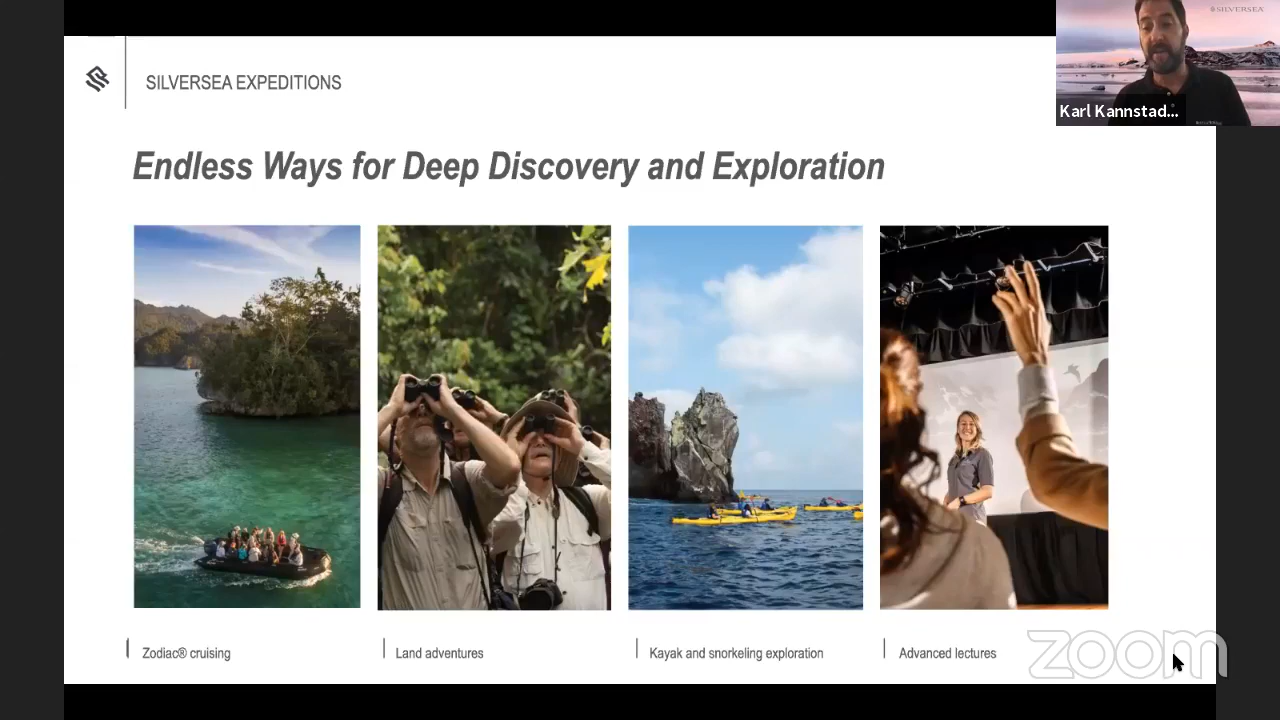 SILVERSEA
Karl Kannstad...
SILVERSEA EXPEDITIONS
Endless Ways for Deep Discovery and Exploration
Zodiac® cruising
Land adventures
Kayak and snorkeling exploration
Advanced lectures
zoom